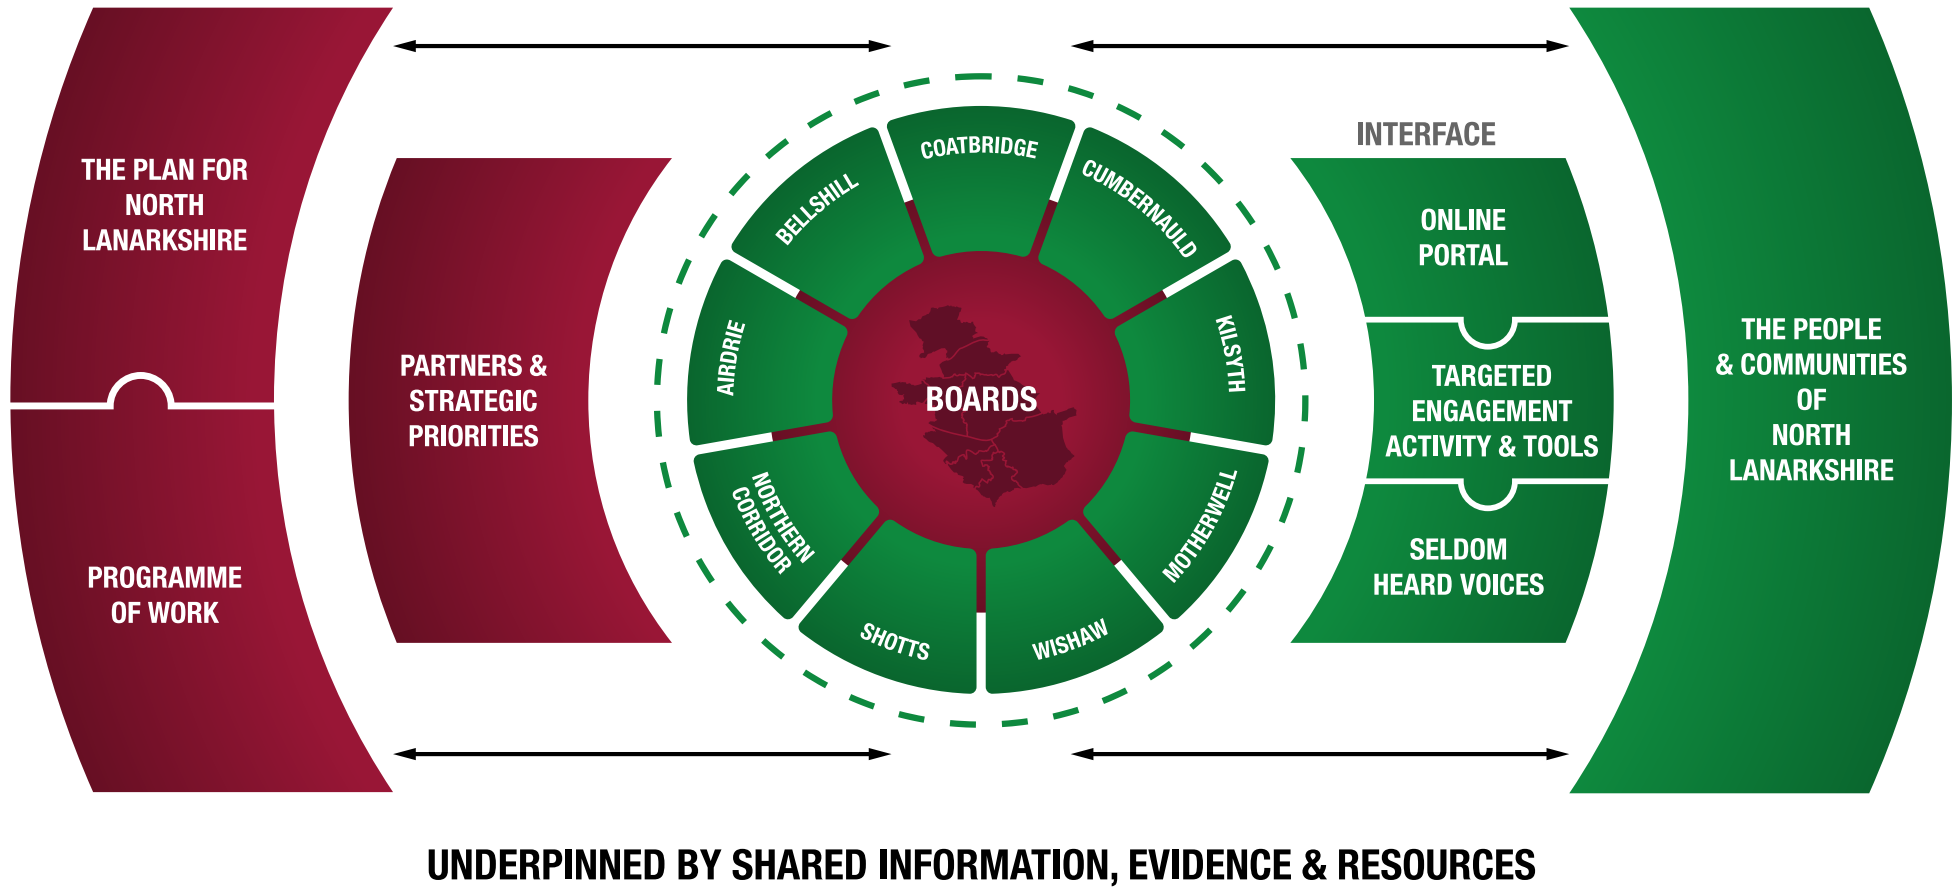 THE PLAN FOR
NORTH
LANARKSHIRE
PROGRAMME
OF WORK
PARTNERS &
STRATEGIC
PRIORITIES
COATBRIDGE
CUMBERNAULD
KILSYTH
MOTHERWELL
WISHAW
SHOTTS
NORTHERN
CORRIDOR
AIRDRIE
BELLSHILL
BOARDS
INTERFACE
ONLINE
PORTAL
TARGETED
ENGAGEMENT
ACTIVITY & TOOLS
SELDOM
HEARD VOICES
THE PEOPLE
& COMMUNITIES
OF
NORTH
LANARKSHIRE
UNDERPINNED BY SHARED INFORMATION, EVIDENCE & RESOURCES